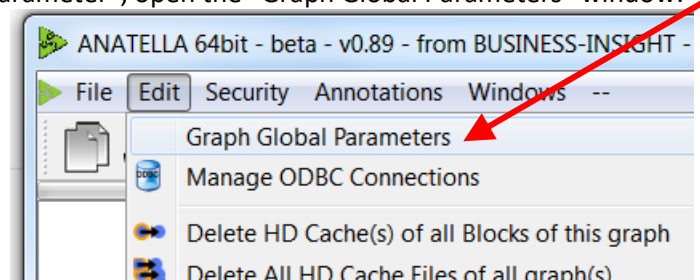 arameter”, open the “Graph Global Parameters” window:
ANATELLA 64bit - beta - v0.89 - from BUSINESS-INSIGHT -
File Edit Security Annotations Windows --
Graph Global Parameters
ODBC Manage ODBC Connections
Delete HD Cache(s) of all Blocks of this graph
Delete All HD Cache Files of all graph(s)